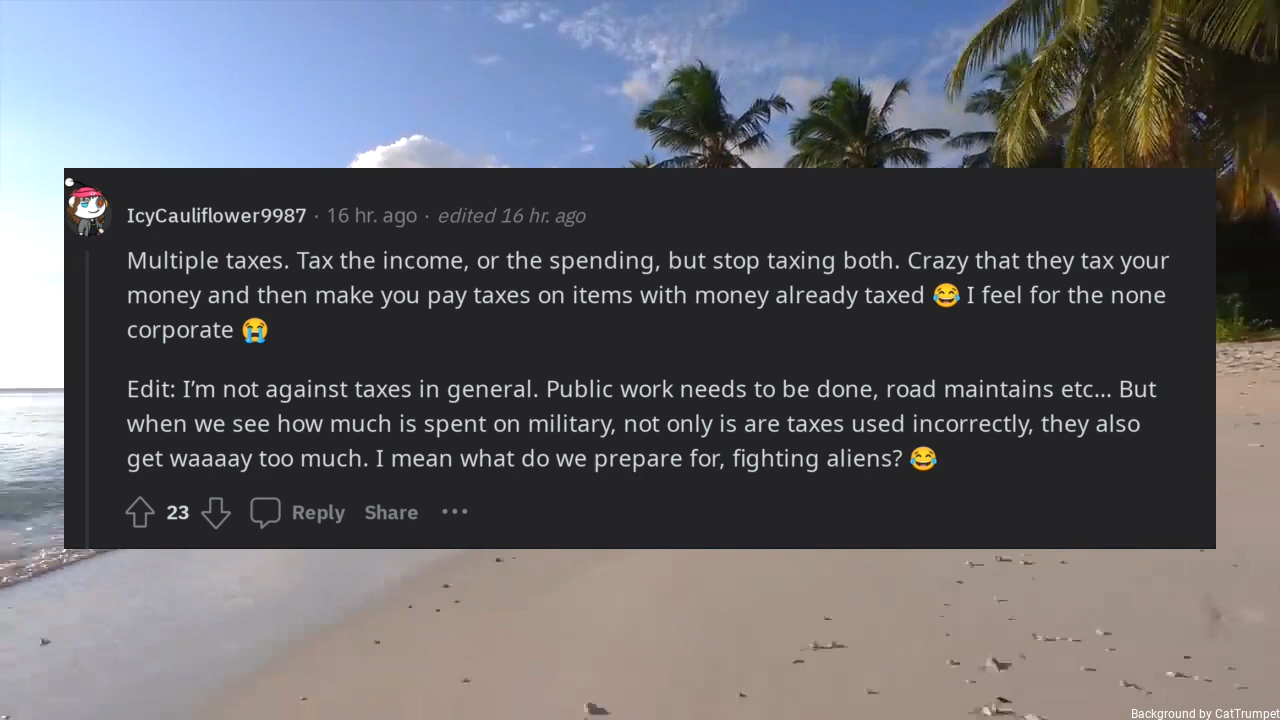 IcyCauliflower9987 · 16 hr. ago · edited 16 hr. ago
Multiple taxes. Tax the income, or the spending, but stop taxing both. Crazy that they tax your
money and then make you pay taxes on items with money already taxed 😂 I feel for the none
corporate 😭
Edit: I’m not against taxes in general. Public work needs to be done, road maintains etc... But
when we see how much is spent on military, not only is are taxes used incorrectly, they also
get waaaay too much. I mean what do we prepare for, fighting aliens? 😂
23 Reply Share •••
Background by CatTrumpet